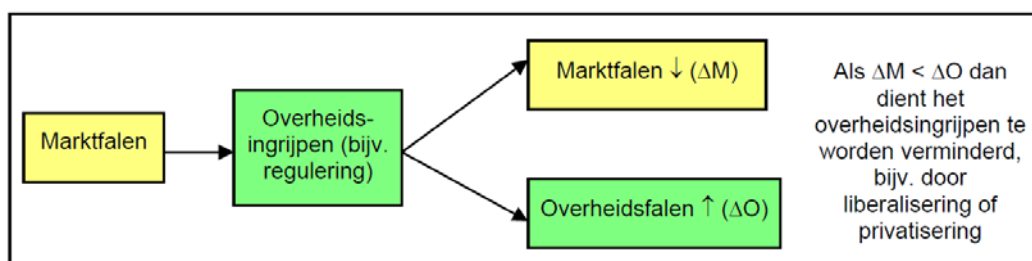 Marktfalen
Overheids-
ingrijpen (bijv.
regulering)
Marktfalen ↓ (ΔM)
Overheidsfalen ↑ (ΔO)
Als ΔM < ΔO dan
dient het
overheidsingrijpen te
worden verminderd,
bijv. door
liberalisering of
privatisering